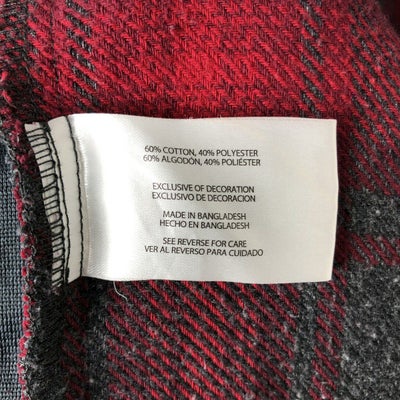 60% COTTON, 40% POLYESTER
60% ALGODÓN, 40% POLIÉSTER
EXCLUSIVE OF DECORATION
EXCLUSIVO DE DECORACION
MADE IN BANGLADESH
HECHO EN BANGLADESH
SEE REVERSE FOR CARE
VER AL REVERSO PARA CUIDADO